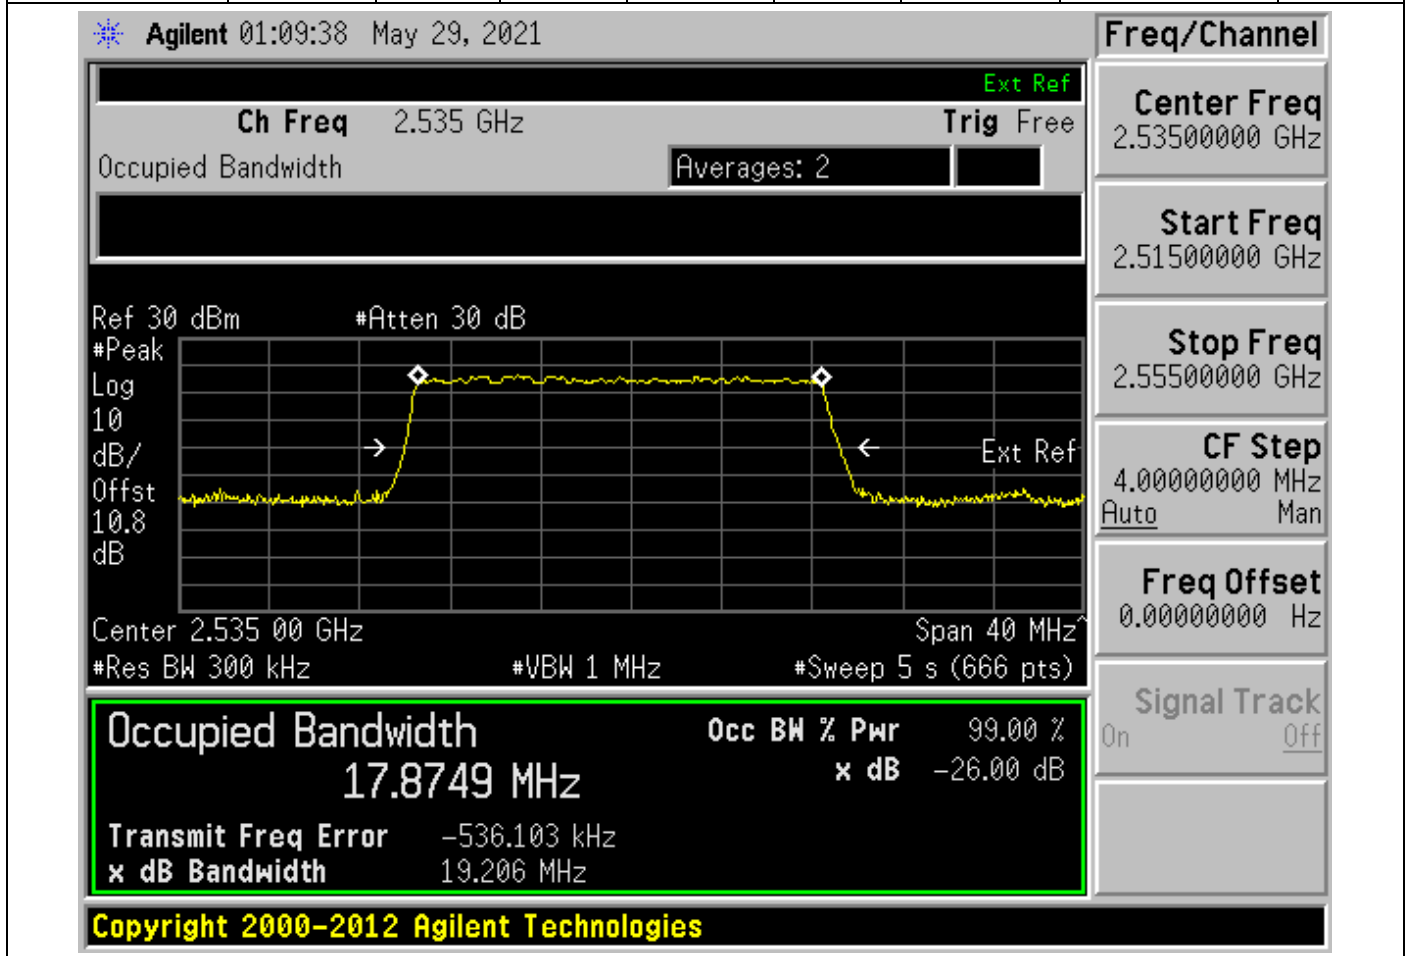 Agilent 01:09:38 May 29, 2021
Freq/Channel
Ext Ref
Ch Freq 2.535 GHz Trig Free
Occupied Bandwidth Averages: 2
Center Freq
2.53500000 GHz
Start Freq
2.51500000 GHz
Stop Freq
2.55500000 GHz
CF Step
4.00000000 MHz
Auto Man
Freq Offset
0.00000000 Hz
Signal Track
On Off
Ref 30 dBm #Atten 30 dB
#Peak
Log
10
dB/
Offst
10.8
dB
Ext Ref
Center 2.535 00 GHz Span 40 MHz^
#Res BW 300 kHz #VBW 1 MHz #Sweep 5 s (666 pts)
Occupied Bandwidth Occ BW % Pwr 99.00 %
17.8749 MHz x dB -26.00 dB
Transmit Freq Error -536.103 kHz
x dB Bandwidth 19.206 MHz
Copyright 2000-2012 Agilent Technologies